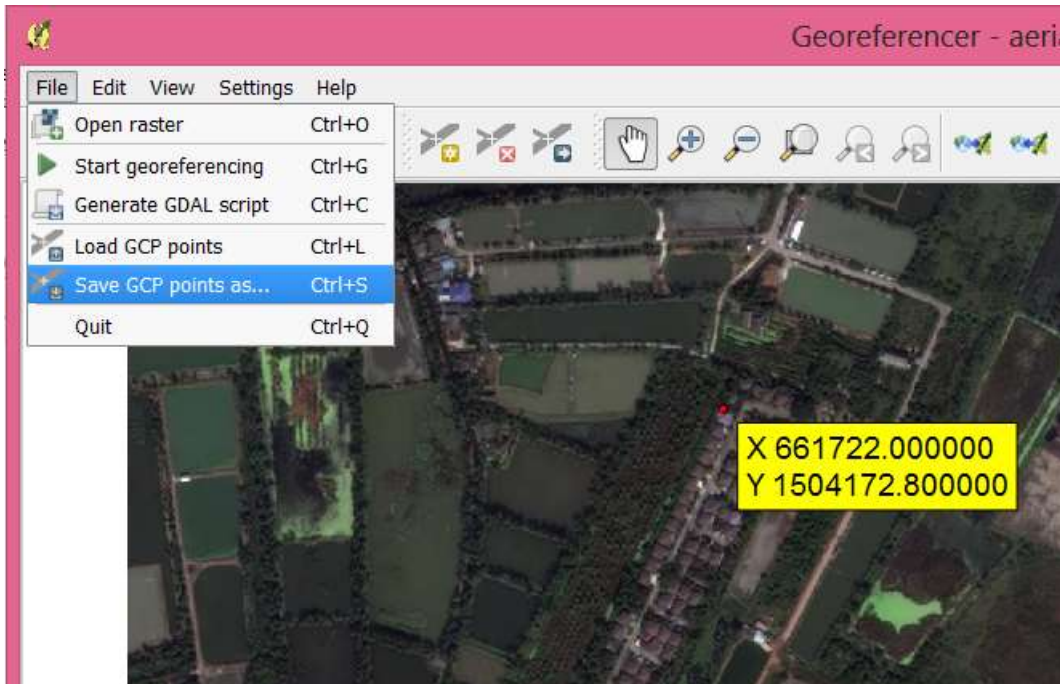 Georeferencer - aeri
File Edit View Settings Help
Open raster Ctrl+O
Start georeferencing Ctrl+G
Generate GDAL script Ctrl+C
Load GCP points Ctrl+L
Save GCP points as... Ctrl+S
Quit Ctrl+Q
X 661722.000000
Y 1504172.800000